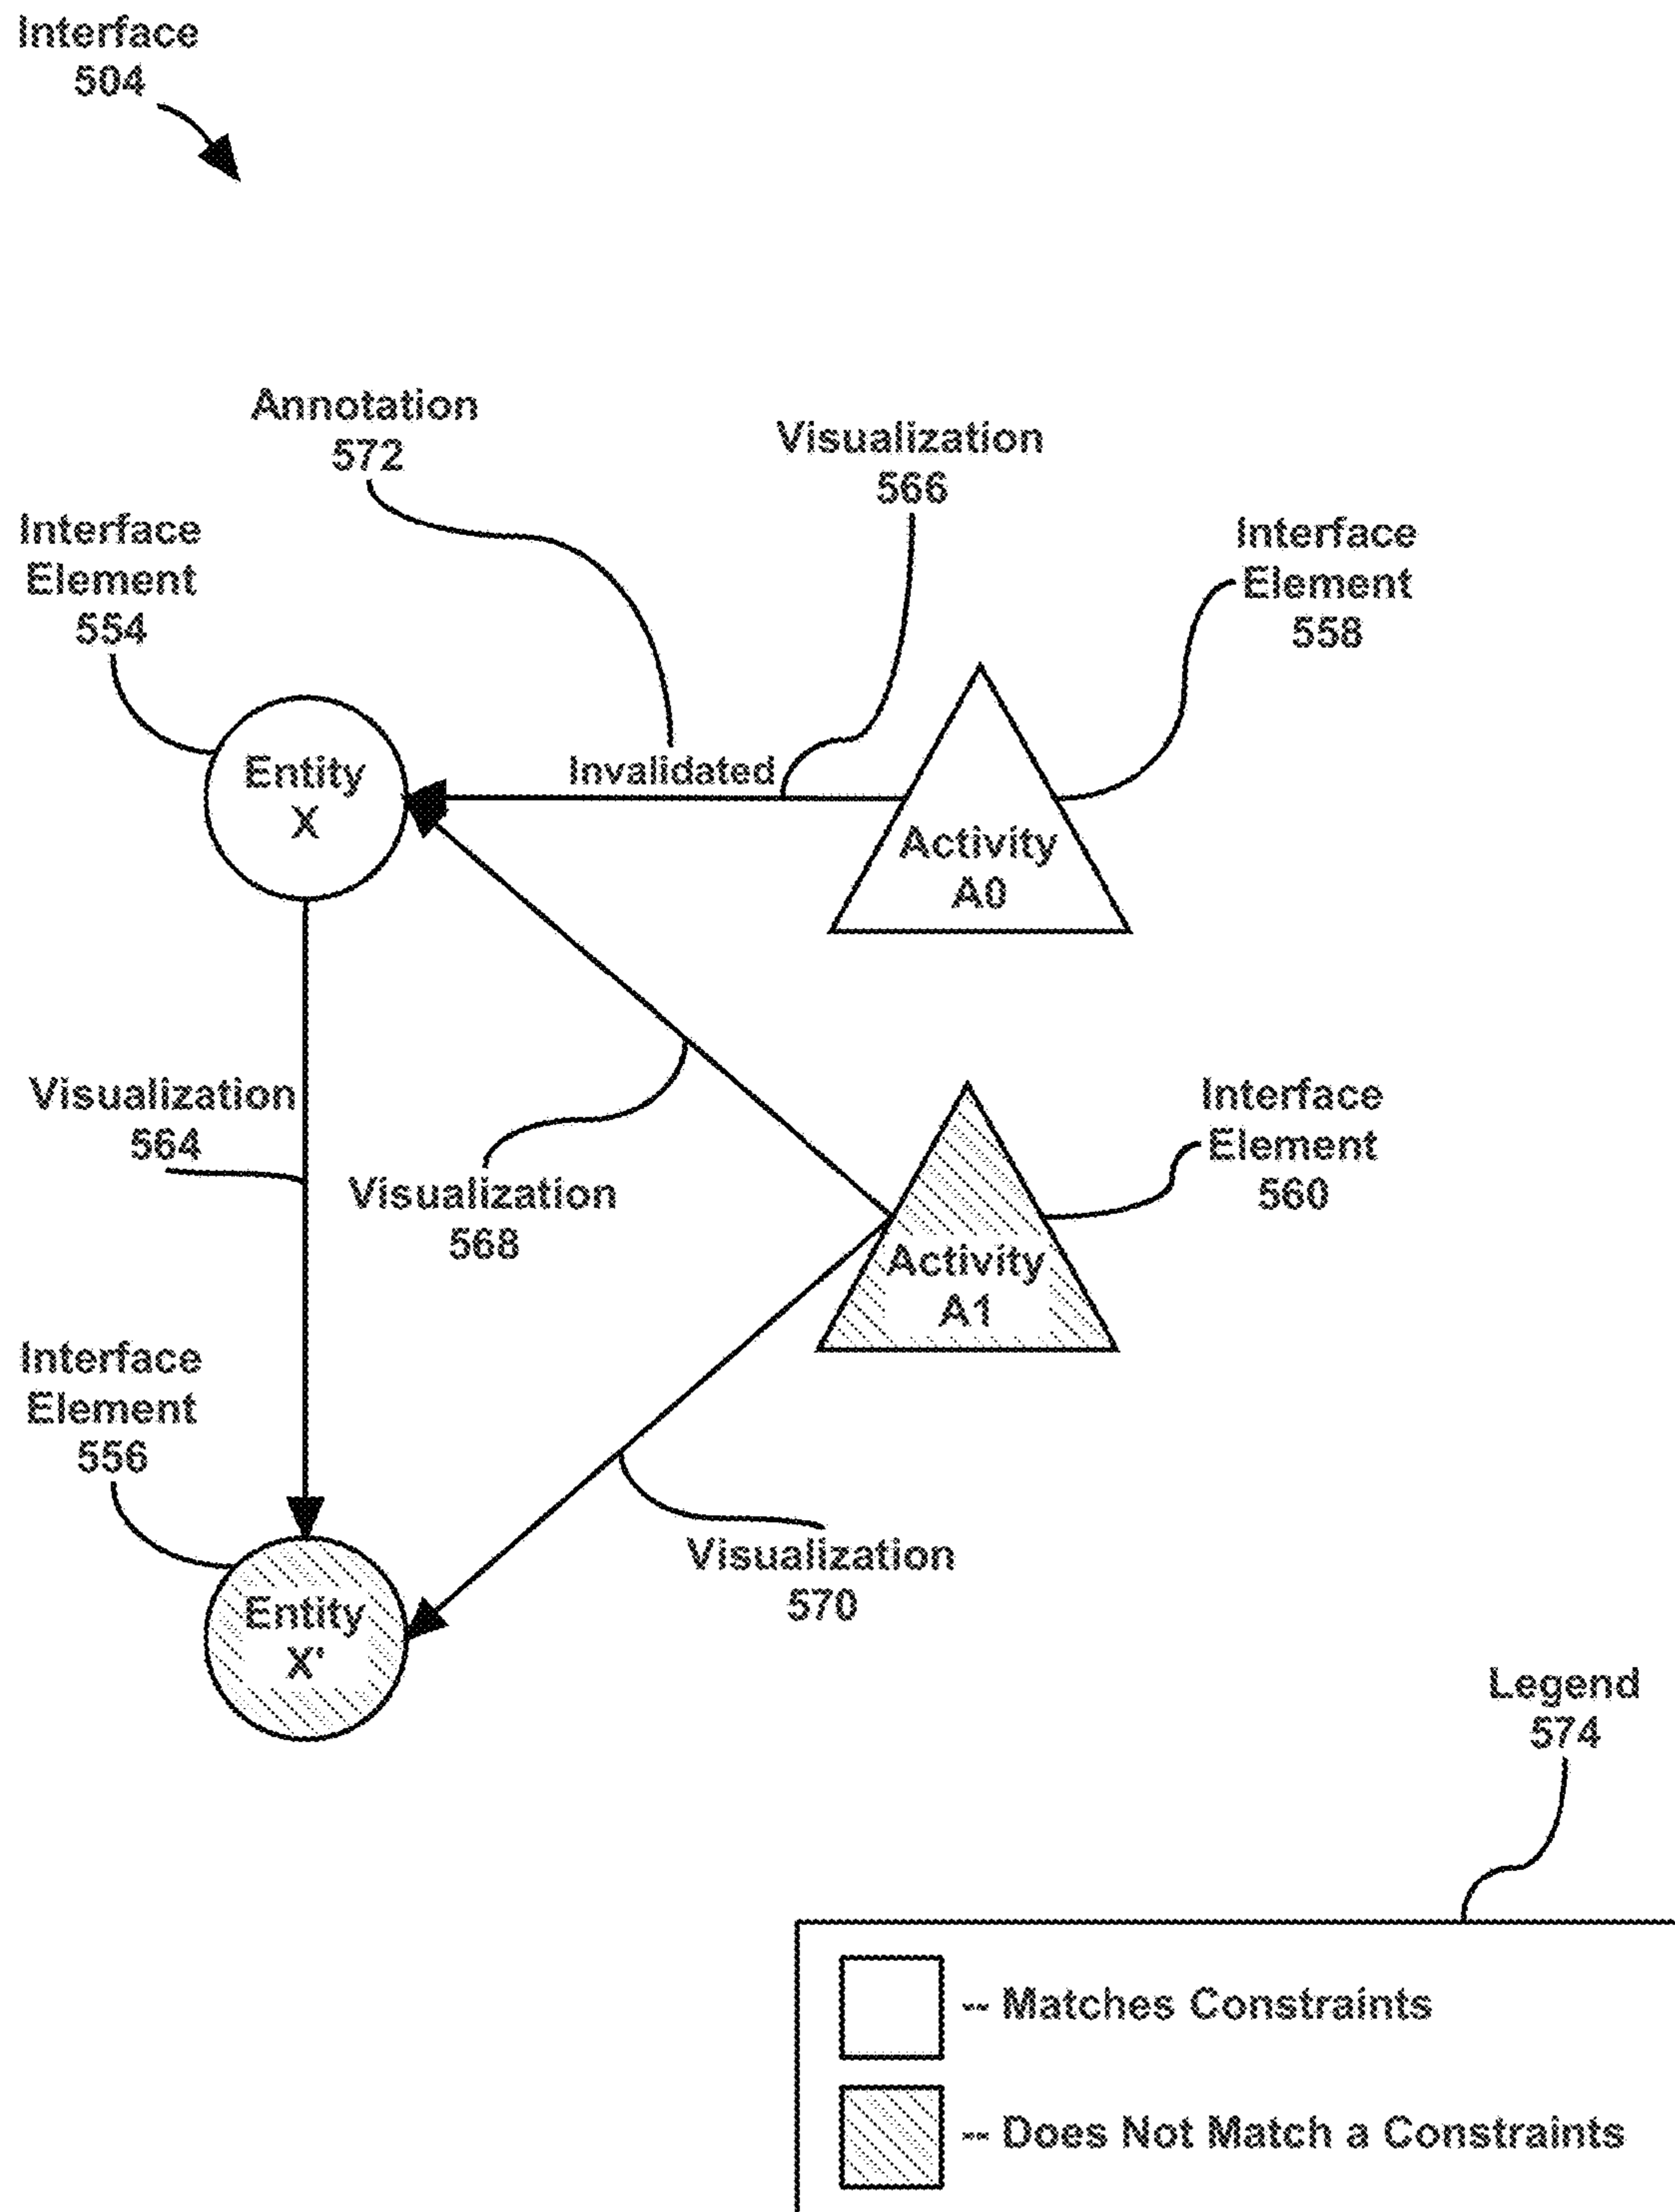 Interface
504
Annotation
572
Visualization
566
Interface
Element
554
Interface
Element
558
Entity
X
Invalidated
Activity
A0
Visualization
564
Visualization
568
Interface
Element
560
Activity
A1
Interface
Element
556
Visualization
570
Entity
X'
Legend
574
-- Matches Constraints
-- Does Not Match a Constraints